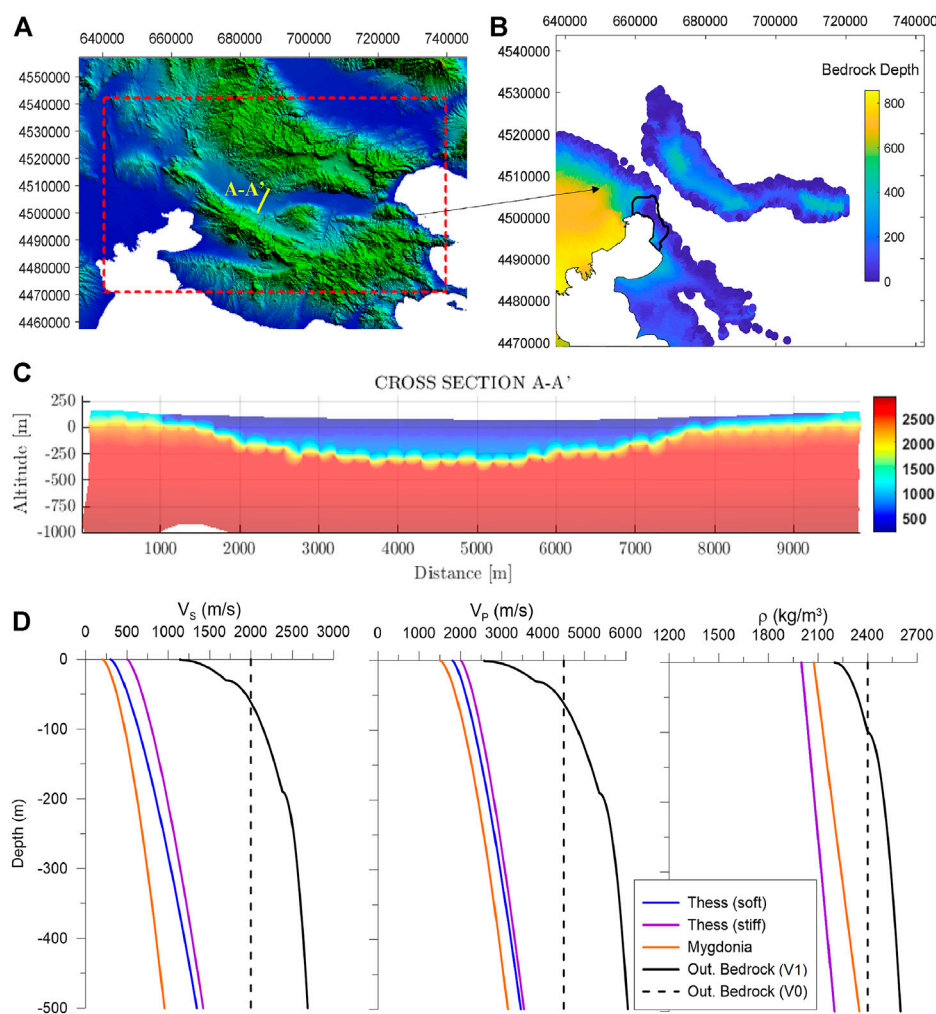 A
640000 660000 680000 700000 720000 740000
4550000
4540000
4530000
4520000
4510000
4500000
4490000
4480000
4470000
4460000
A-A'
B
640000 660000 680000 700000 720000 740000
4540000
4530000
4520000
4510000
4500000
4490000
4480000
4470000
Bedrock Depth
800
600
400
200
0
C
CROSS SECTION A-A'
Altitude [m]
250
0
-250
-500
-750
-1000
1000 2000 3000 4000 5000 6000 7000 8000 9000
Distance [m]
2500
2000
1500
1000
500
D
VS (m/s)
0 500 1000 1500 2000 2500 3000
VP (m/s)
0 1000 2000 3000 4000 5000 6000
ρ (kg/m³)
1200 1500 1800 2100 2400 2700
Depth (m)
0
-100
-200
-300
-400
-500
Thess (soft)
Thess (stiff)
Mygdonia
Out. Bedrock (V1)
Out. Bedrock (V0)